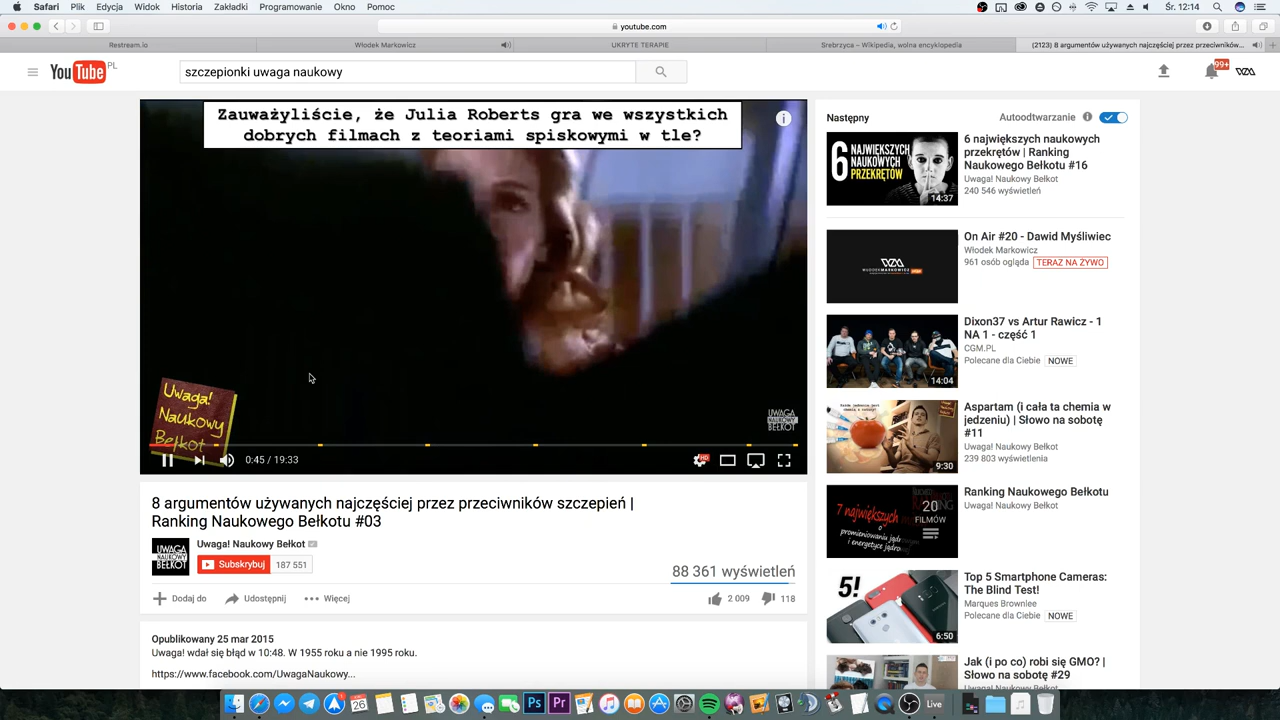 Safari Plik Edycja Widok Historia Zakładki Programowanie Okno Pomoc
Śr. 12:14
youtube.com
Restream.io
Włodek Markowicz
UKRYTE TERAPIE
Srebrzyca – Wikipedia, wolna encyklopedia
(2123) 8 argumentów używanych najczęściej przez przeciwników...
YouTube PL
szczepionki uwaga naukowy
99+
Zauważyliście, że Julia Roberts gra we wszystkich
dobrych filmach z teoriami spiskowymi w tle?
Uwaga!
Naukowy
Bełkot
UWAGA
NAUKOWY
BEŁKOT
0:45 / 19:33
HD
8 argumentów używanych najczęściej przez przeciwników szczepień |
Ranking Naukowego Bełkotu #03
UWAGA
NAUKOWY
BEŁKOT
Uwaga! Naukowy Bełkot
Subskrybuj 187 551
88 361 wyświetleń
Dodaj do Udostępnij Więcej
2 009 118
Opublikowany 25 mar 2015
Uwaga! wdał się błąd w 10:48. W 1955 roku a nie 1995 roku.
https://www.facebook.com/UwagaNaukowy...
Następny
Autoodtwarzanie
6 NAJWIĘKSZYCH
NAUKOWYCH
PRZEKRĘTÓW
14:37
6 największych naukowych
przekrętów | Ranking
Naukowego Bełkotu #16
Uwaga! Naukowy Bełkot
240 546 wyświetleń
On Air #20 - Dawid Myśliwiec
Włodek Markowicz
961 osób ogląda TERAZ NA ŻYWO
Dixon37 vs Artur Rawicz - 1
NA 1 - część 1
CGM.PL
Polecane dla Ciebie NOWE
14:04
Aspartam (i cała ta chemia w
jedzeniu) | Słowo na sobotę
#11
Uwaga! Naukowy Bełkot
239 803 wyświetlenia
9:30
7 największych
o
promieniowaniu
i energetyce
20
FILMÓW
Ranking Naukowego Bełkotu
Uwaga! Naukowy Bełkot
5!
6:50
Top 5 Smartphone Cameras:
The Blind Test!
Marques Brownlee
Polecane dla Ciebie NOWE
Jak (i po co) robi się GMO? |
Słowo na sobotę #29
Uwaga! Naukowy Bełkot
26
Ps
Pr
Live